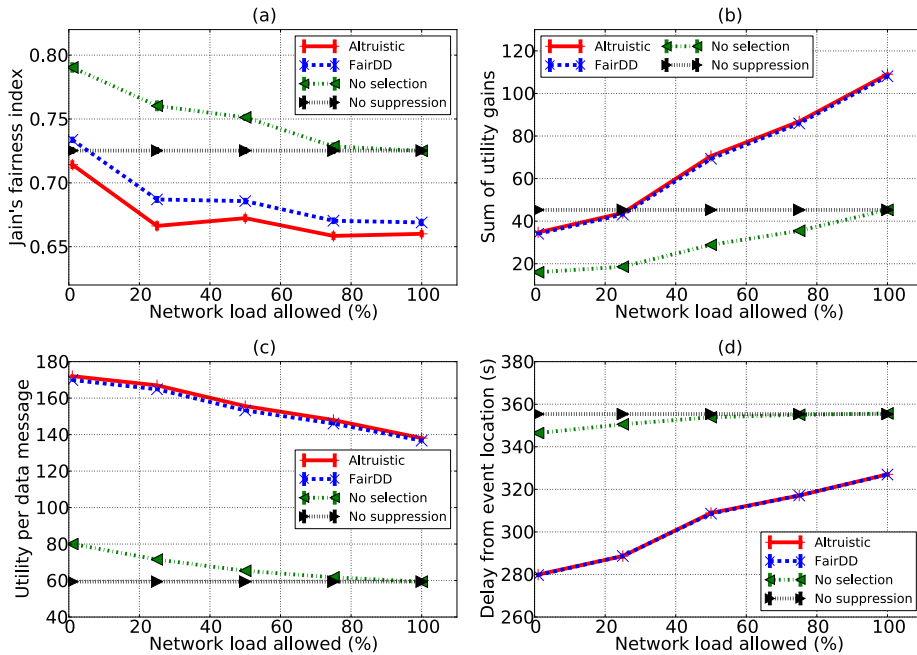 (a)
Jain's fairness index
0.80
0.75
0.70
0.65
Altruistic
FairDD
No selection
No suppression
0 20 40 60 80 100
Network load allowed (%)
(b)
Sum of utility gains
120
100
80
60
40
20
Altruistic
FairDD
No selection
No suppression
0 20 40 60 80 100
Network load allowed (%)
(c)
Utility per data message
180
160
140
120
100
80
60
40
Altruistic
FairDD
No selection
No suppression
0 20 40 60 80 100
Network load allowed (%)
(d)
Delay from event location (s)
380
360
340
320
300
280
260
Altruistic
FairDD
No selection
No suppression
0 20 40 60 80 100
Network load allowed (%)